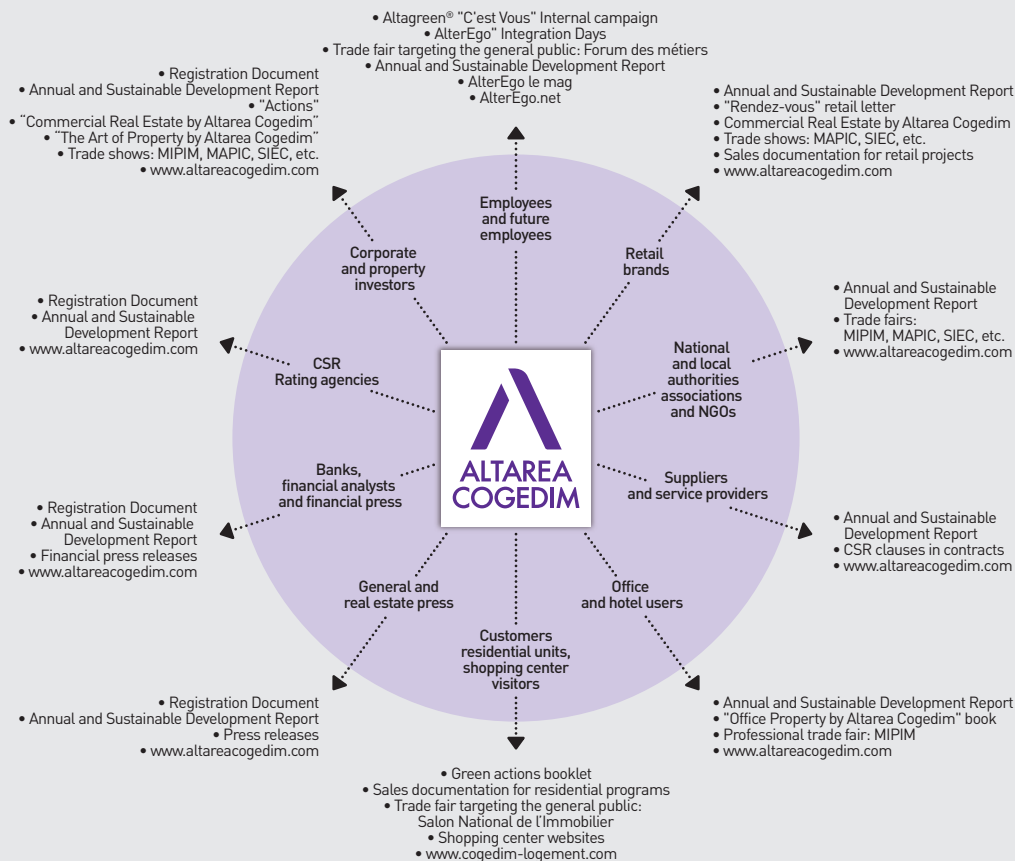 • Altagreen® "C'est Vous" Internal campaign
• AlterEgo" Integration Days
• Trade fair targeting the general public: Forum des métiers
• Annual and Sustainable Development Report
• AlterEgo le mag
• AlterEgo.net
• Registration Document
• Annual and Sustainable Development Report
• "Actions"
• "Commercial Real Estate by Altarea Cogedim"
• "The Art of Property by Altarea Cogedim"
• Trade shows: MIPIM, MAPIC, SIEC, etc.
• www.altareacogedim.com
• Annual and Sustainable Development Report
• "Rendez-vous" retail letter
• Commercial Real Estate by Altarea Cogedim
• Trade shows: MAPIC, SIEC, etc.
• Sales documentation for retail projects
• www.altareacogedim.com
Employees
and future
employees
Corporate
and property
investors
Retail
brands
• Registration Document
• Annual and Sustainable
Development Report
• www.altareacogedim.com
• Annual and Sustainable
Development Report
• Trade fairs:
MIPIM, MAPIC, SIEC, etc.
• www.altareacogedim.com
CSR
Rating agencies
National
and local
authorities
associations
and NGOs
ALTAREA
COGEDIM
Banks,
financial analysts
and financial press
Suppliers
and service providers
• Registration Document
• Annual and Sustainable
Development Report
• Financial press releases
• www.altareacogedim.com
• Annual and Sustainable
Development Report
• CSR clauses in contracts
• www.altareacogedim.com
General and
real estate press
Office
and hotel users
Customers
residential units,
shopping center
visitors
• Registration Document
• Annual and Sustainable Development Report
• Press releases
• www.altareacogedim.com
• Annual and Sustainable Development Report
• "Office Property by Altarea Cogedim" book
• Professional trade fair: MIPIM
• www.altareacogedim.com
• Green actions booklet
• Sales documentation for residential programs
• Trade fair targeting the general public:
Salon National de l'Immobilier
• Shopping center websites
• www.cogedim-logement.com